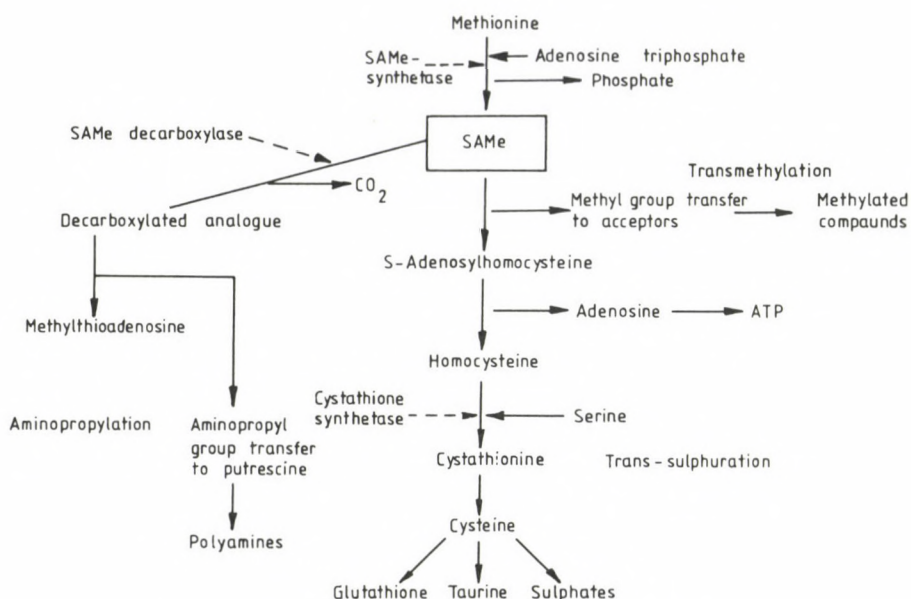 Methionine
SAMe-
synthetase
Adenosine triphosphate
Phosphate
SAMe decarboxylase
SAMe
CO2
Transmethylation
Decarboxylated analogue
Methyl group transfer
to acceptors
Methylated
compaunds
S-Adenosylhomocysteine
Methylthioadenosine
Adenosine
ATP
Homocysteine
Cystathione
synthetase
Serine
Aminopropylation
Aminopropyl
group transfer
to putrescine
Cystathionine
Trans-sulphuration
Polyamines
Cysteine
Glutathione
Taurine
Sulphates